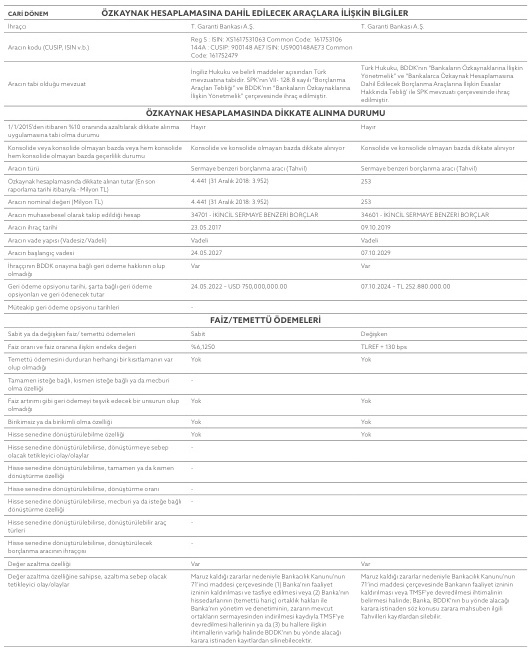 CARİ DÖNEM ÖZKAYNAK HESAPLAMASINA DAHİL EDİLECEK ARAÇLARA İLİŞKİN BİLGİLER
İhraçcı T. Garanti Bankası A.Ş. T. Garanti Bankası A.Ş.
Aracın kodu (CUSIP, ISIN v.b.) Reg S : ISIN: XS1617531063 Common Code: 161753106
144A : CUSIP: 900148 AE7 ISIN: US900148AE73 Common
Code: 161752479
Aracın tabi olduğu mevzuat İngiliz Hukuku ve belirli maddeler açısından Türk
mevzuatına tabidir. SPK'nın VII- 128.8 sayılı "Borçlanma
Araçları Tebliği" ve BDDK'nın "Bankaların Özkaynaklarına
İlişkin Yönetmelik" çerçevesinde ihraç edilmiştir.
Türk Hukuku, BDDK'nin "Bankaların Özkaynaklarına İlişkin
Yönetmelik" ve "Bankalarca Özkaynak Hesaplamasına
Dahil Edilecek Borçlanma Araçlarına İlişkin Esaslar
Hakkında Tebliğ" ile SPK mevzuatı çerçevesinde ihraç
edilmiştir.
ÖZKAYNAK HESAPLAMASINDA DİKKATE ALINMA DURUMU
1/1/2015'den itibaren %10 oranında azaltılarak dikkate alınma
uygulamasına tabi olma durumu Hayır Hayır
Konsolide veya konsolide olmayan bazda veya hem konsolide
hem konsolide olmayan bazda geçerlilik durumu Konsolide ve konsolide olmayan bazda dikkate alınıyor Konsolide ve konsolide olmayan bazda dikkate alınıyor
Aracın türü Sermaye benzeri borçlanma aracı (Tahvil) Sermaye benzeri borçlanma aracı (Tahvil)
Özkaynak hesaplamasında dikkate alınan tutar (En son
raporlama tarihi itibarıyla - Milyon TL) 4.441 (31 Aralık 2018: 3.952) 253
Aracın nominal değeri (Milyon TL) 4.441 (31 Aralık 2018: 3.952) 253
Aracın muhasebesel olarak takip edildiği hesap 34701 - İKİNCİL SERMAYE BENZERİ BORÇLAR 34601 - İKİNCİL SERMAYE BENZERİ BORÇLAR
Aracın ihraç tarihi 23.05.2017 09.10.2019
Aracın vade yapısı (Vadesiz/Vadeli) Vadeli Vadeli
Aracın başlangıç vadesi 24.05.2027 07.10.2029
İhraçcının BDDK onayına bağlı geri ödeme hakkının olup
olmadığı Var Var
Geri ödeme opsiyonu tarihi, şarta bağlı geri ödeme
opsiyonları ve geri ödenecek tutar 24.05.2022 - USD 750,000,000.00 07.10.2024 - TL 252.880.000.00
Müteakip geri ödeme opsiyonu tarihleri -
FAİZ/TEMETTÜ ÖDEMELERİ
Sabit ya da değişken faiz/ temettü ödemeleri Sabit Değişken
Faiz oranı ve faiz oranına ilişkin endeks değeri %6,1250 TLREF + 130 bps
Temettü ödemesini durduran herhangi bir kısıtlamanın var
olup olmadığı Yok Yok
Tamamen isteğe bağlı, kısmen isteğe bağlı ya da mecburi
olma özelliği -
Faiz artırımı gibi geri ödemeyi teşvik edecek bir unsurun olup
olmadığı Yok Yok
Birikimsiz ya da birikimli olma özelliği Yok Yok
Hisse senedine dönüştürülebilme özelliği Yok Yok
Hisse senedine dönüştürülebilirse, dönüştürmeye sebep
olacak tetikleyici olay/olaylar -
Hisse senedine dönüştürülebilirse, tamamen ya da kısmen
dönüştürme özelliği -
Hisse senedine dönüştürülebilirse, dönüştürme oranı -
Hisse senedine dönüştürülebilirse, mecburi ya da isteğe bağlı
dönüştürme özelliği -
Hisse senedine dönüştürülebilirse, dönüştürülebilir araç
türleri -
Hisse senedine dönüştürülebilirse, dönüştürülecek
borçlanma aracının ihraççısı -
Değer azaltma özelliği Var Var
Değer azaltma özelliğine sahipse, azaltıma sebep olacak
tetikleyici olay/olaylar
Maruz kaldığı zararlar nedeniyle Bankacılık Kanunu'nun
71'inci maddesi çerçevesinde (1) Banka'nın faaliyet
izninin kaldırılması ve tasfiye edilmesi veya (2) Banka'nın
hissedarlarının (temettü hariç) ortaklık hakları ile
Banka'nın yönetim ve denetiminin, zararın mevcut
ortakların sermayesinden indirilmesi kaydıyla TMSF'ye
devredilmesi hallerinin ya da (3) bu hallere ilişkin
ihtimallerin varlığı halinde BDDK'nın bu yönde alacağı
karara istinaden kayıtlardan silinebilecektir.
Maruz kaldığı zararlar nedeniyle, Bankacılık Kanunu'nun
71'inci maddesi çerçevesinde Bankanın faaliyet izninin
kaldırılması veya TMSF'ye devredilmesi ihtimalinin
belirmesi halinde; Banka, BDDK'nın bu yönde alacağı
karara istinaden söz konusu zarara mahsuben ilgili
Tahvilleri kayıtlardan silebilir.